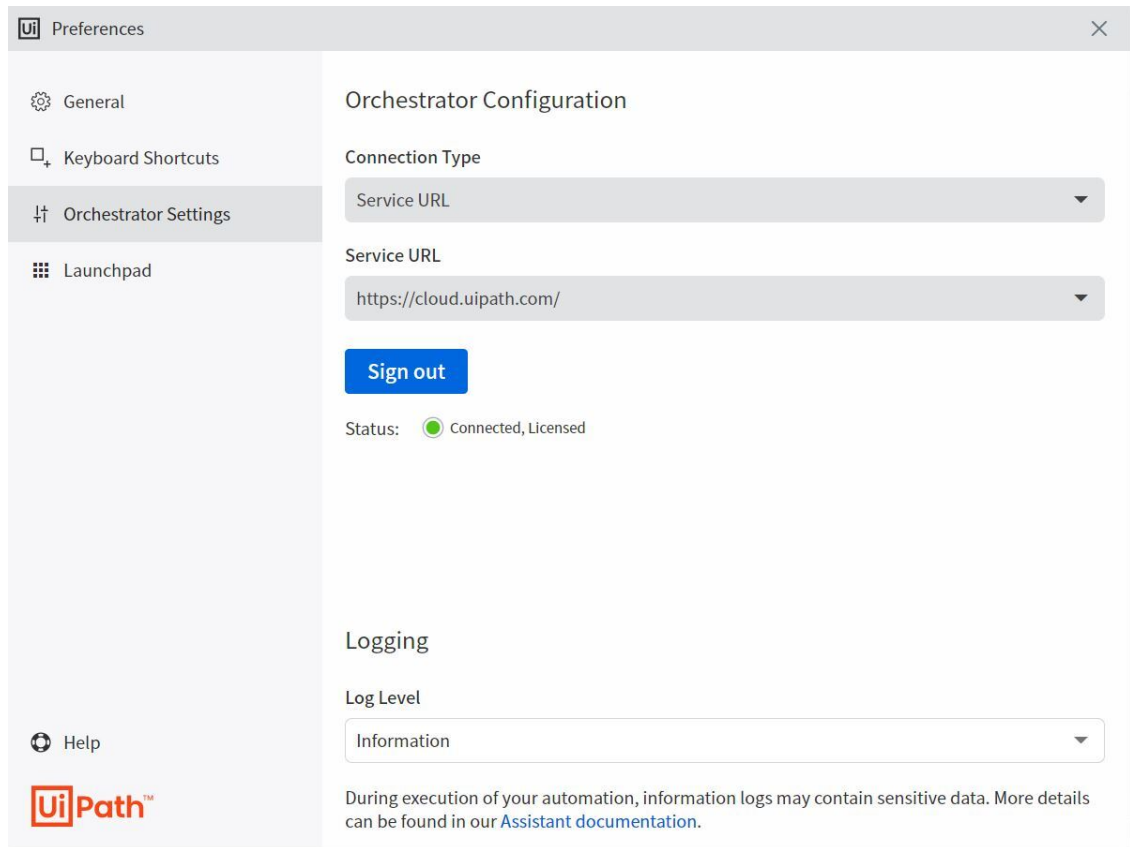 Ui Preferences
General
Keyboard Shortcuts
Orchestrator Settings
Launchpad
Help
UiPath™
Orchestrator Configuration
Connection Type
Service URL
Service URL
https://cloud.uipath.com/
Sign out
Status: Connected, Licensed
Logging
Log Level
Information
During execution of your automation, information logs may contain sensitive data. More details
can be found in our Assistant documentation.